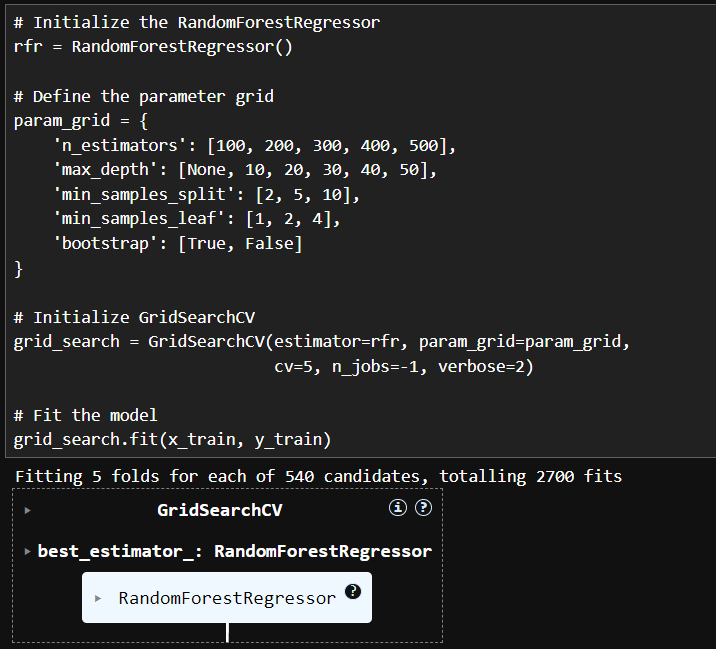 # Initialize the RandomForestRegressor
rfr = RandomForestRegressor()
# Define the parameter grid
param_grid = {
    'n_estimators': [100, 200, 300, 400, 500],
    'max_depth': [None, 10, 20, 30, 40, 50],
    'min_samples_split': [2, 5, 10],
    'min_samples_leaf': [1, 2, 4],
    'bootstrap': [True, False]
}
# Initialize GridSearchCV
grid_search = GridSearchCV(estimator=rfr, param_grid=param_grid,
                           cv=5, n_jobs=-1, verbose=2)
# Fit the model
grid_search.fit(x_train, y_train)
Fitting 5 folds for each of 540 candidates, totalling 2700 fits
GridSearchCV i ?
best_estimator_: RandomForestRegressor
RandomForestRegressor ?